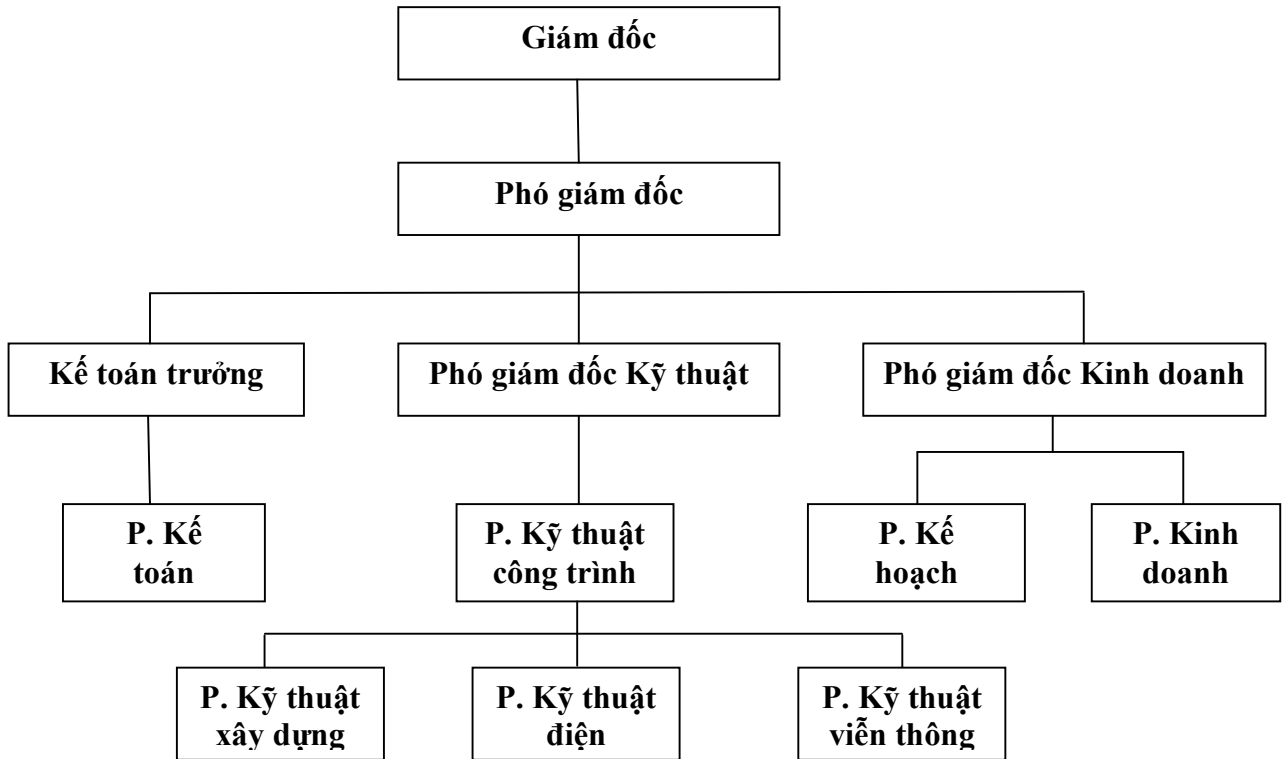 Giám đốc
Phó giám đốc
Kế toán trưởng
Phó giám đốc Kỹ thuật
Phó giám đốc Kinh doanh
P. Kế
toán
P. Kỹ thuật
công trình
P. Kế
hoạch
P. Kinh
doanh
P. Kỹ thuật
xây dựng
P. Kỹ thuật
điện
P. Kỹ thuật
viễn thông